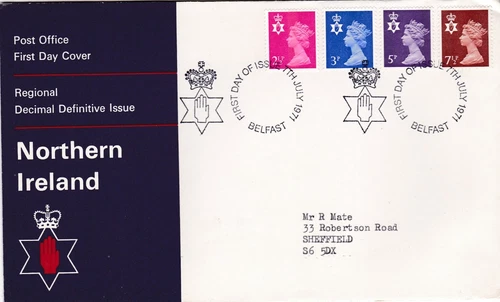 Post Office
First Day Cover
Regional
Decimal Definitive Issue
Northern
Ireland
2½P
3P
5P
7½P
FIRST DAY OF ISSUE 7TH JULY 1971
BELFAST
FIRST DAY OF ISSUE 7TH JULY 1971
BELFAST
Mr R Mate
33 Robertson Road
SHEFFIELD
S6 5DX